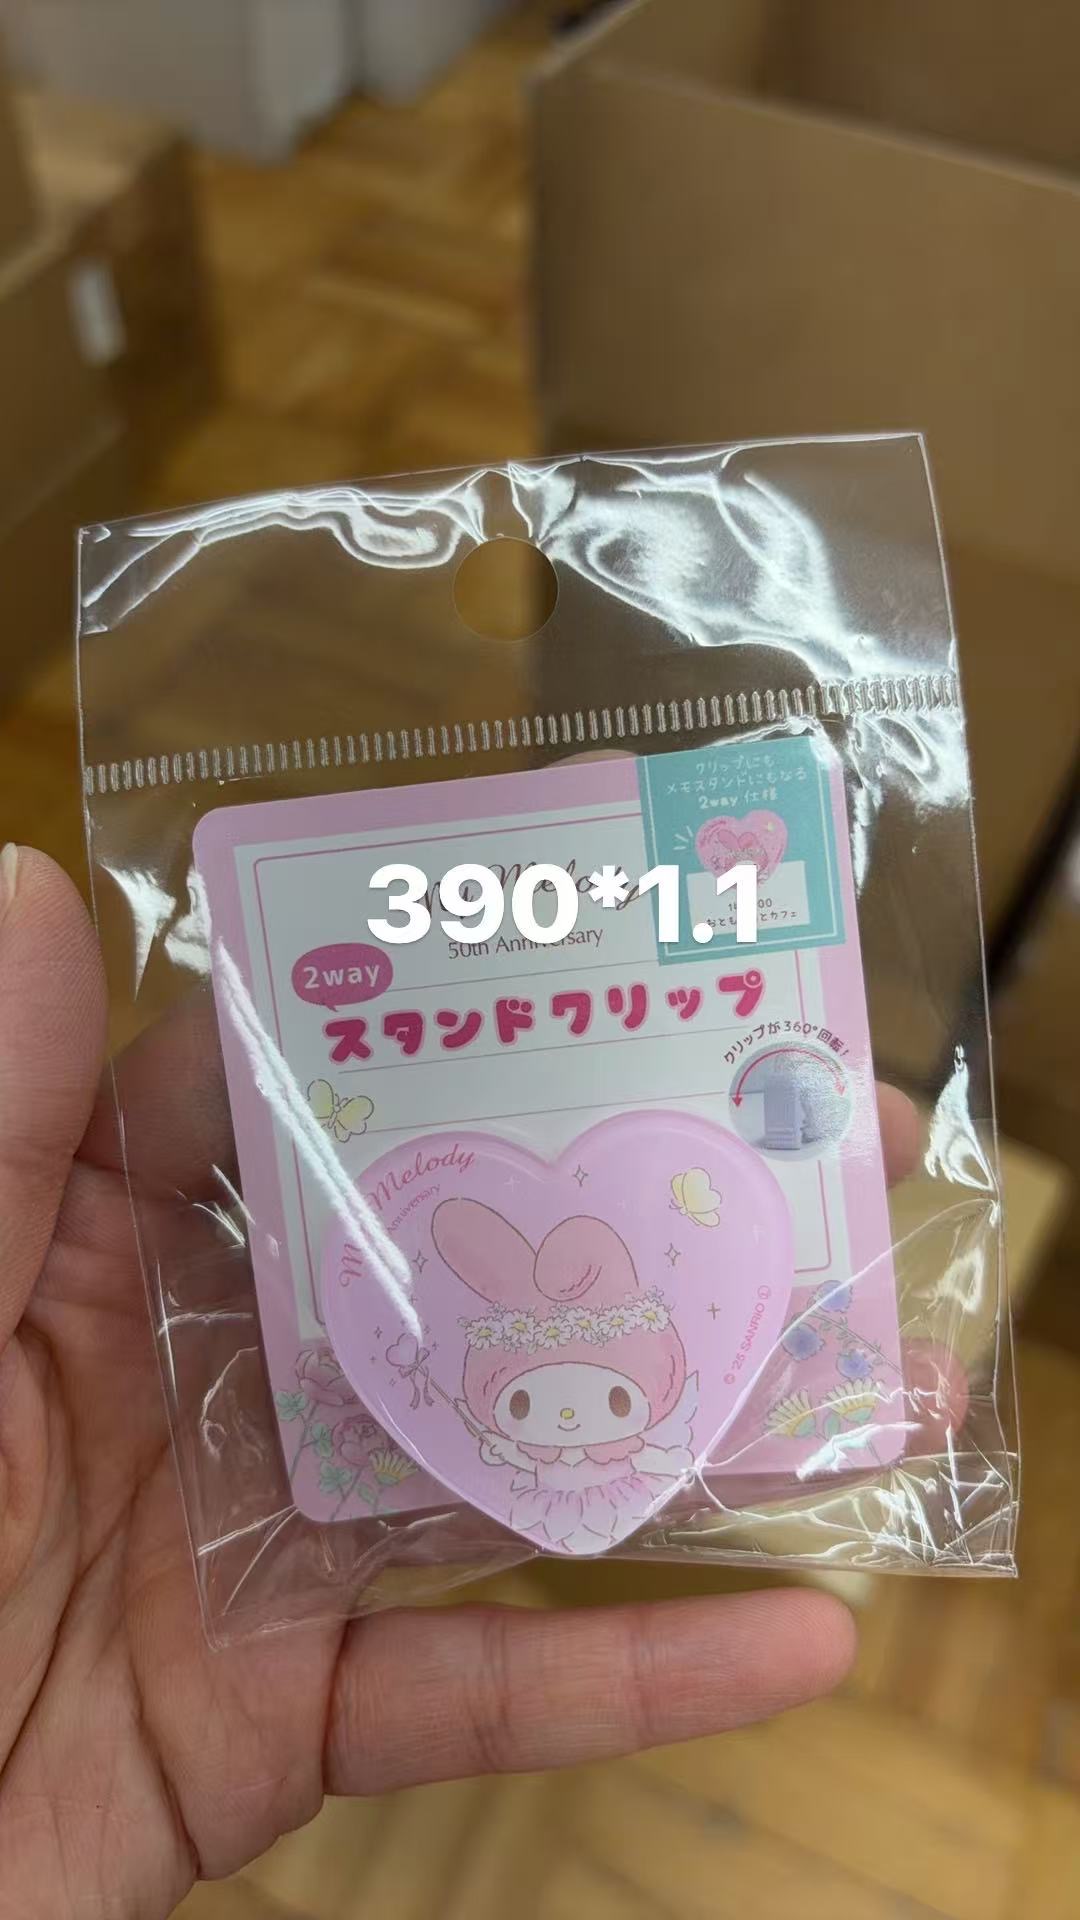 クリップにも
メモスタンドにもなる
2way仕様
My Melody
50th Anniversary
390*1.1
2way
スタンドクリップ
クリップが360°回転!
Melody
Anniversary
M
© '25 SANRIO Ⓛ